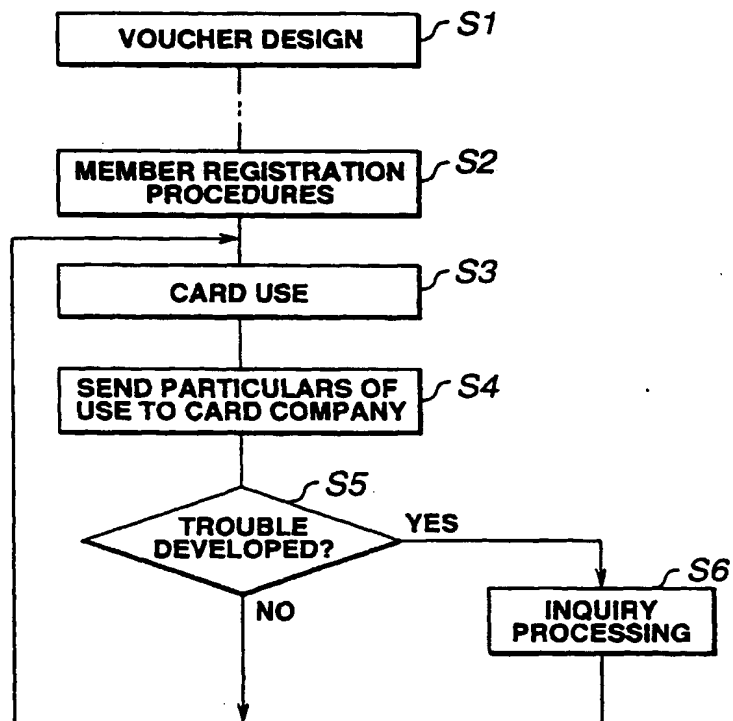 VOUCHER DESIGN
S1
MEMBER REGISTRATION
PROCEDURES
S2
CARD USE
S3
SEND PARTICULARS OF
USE TO CARD COMPANY
S4
S5
TROUBLE
DEVELOPED?
YES
NO
S6
INQUIRY
PROCESSING